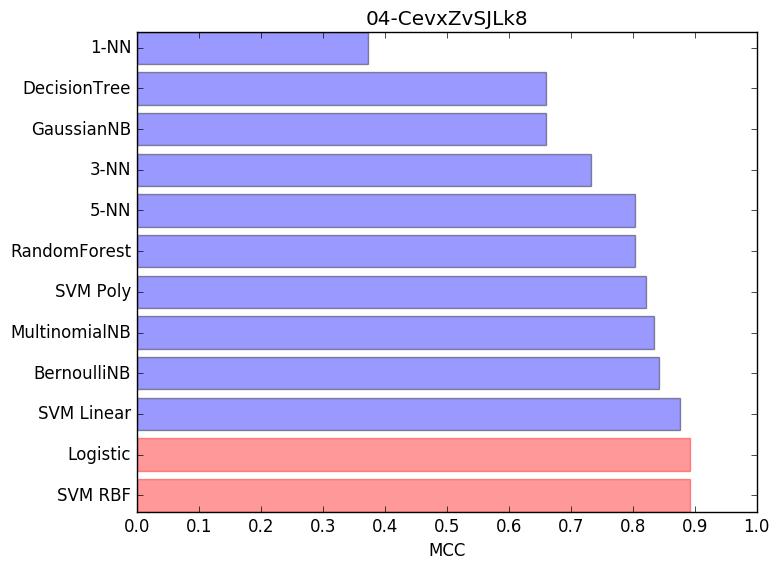 04-CevxZvSJLk8
1-NN
DecisionTree
GaussianNB
3-NN
5-NN
RandomForest
SVM Poly
MultinomialNB
BernoulliNB
SVM Linear
Logistic
SVM RBF
0.0 0.1 0.2 0.3 0.4 0.5 0.6 0.7 0.8 0.9 1.0
MCC